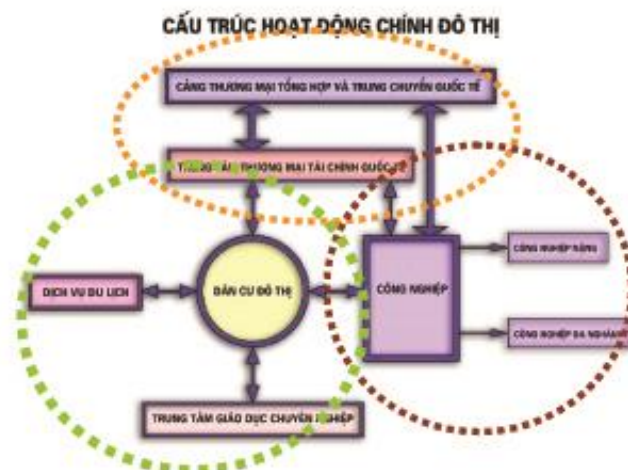 CẤU TRÚC HOẠT ĐỘNG CHÍNH ĐÔ THỊ
CẢNG THƯƠNG MẠI TỔNG HỢP VÀ TRUNG CHUYỂN QUỐC TẾ
TRUNG TÂM THƯƠNG MẠI TÀI CHÍNH QUỐC TẾ
CÔNG NGHIỆP NẶNG
DỊCH VỤ DU LỊCH
DÂN CƯ ĐÔ THỊ
CÔNG NGHIỆP
CÔNG NGHIỆP ĐA NGÀNH
TRUNG TÂM GIÁO DỤC CHUYÊN NGHIỆP